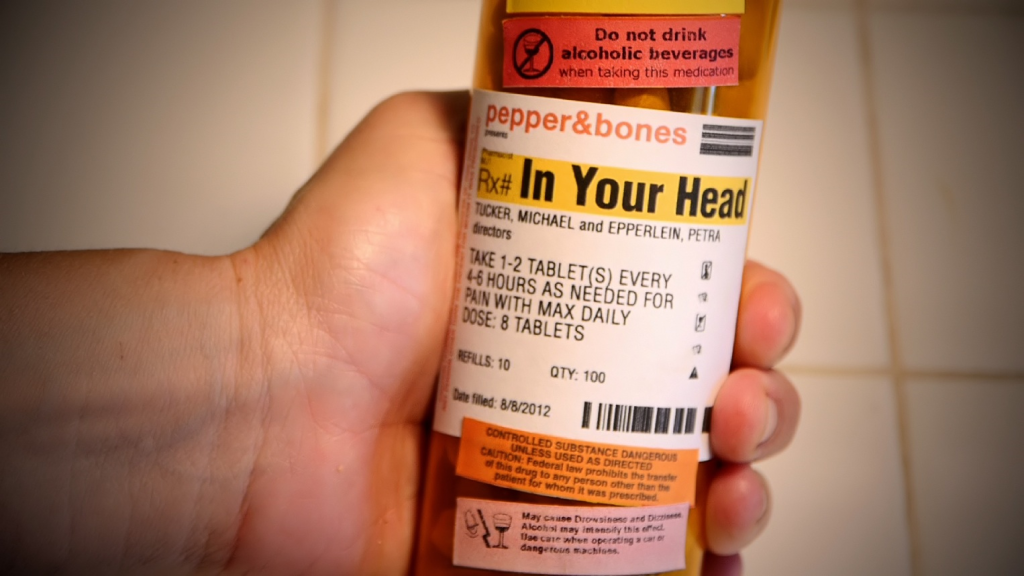 Do not drink
alcoholic beverages
when taking this medication
pepper&bones
presents
Rx# In Your Head
TUCKER, MICHAEL and EPPERLEIN, PETRA
directors
TAKE 1-2 TABLET(S) EVERY
4-6 HOURS AS NEEDED FOR
PAIN WITH MAX DAILY
DOSE: 8 TABLETS
REFILLS: 10 QTY: 100
Date filled: 8/8/2012
CONTROLLED SUBSTANCE DANGEROUS
UNLESS USED AS DIRECTED
CAUTION: Federal law prohibits the transfer
of this drug to any person other than the
patient for whom it was prescribed.
May cause Drowsiness and Dizziness.
Alcohol may intensify this effect.
Use care when operating a car or
dangerous machines.